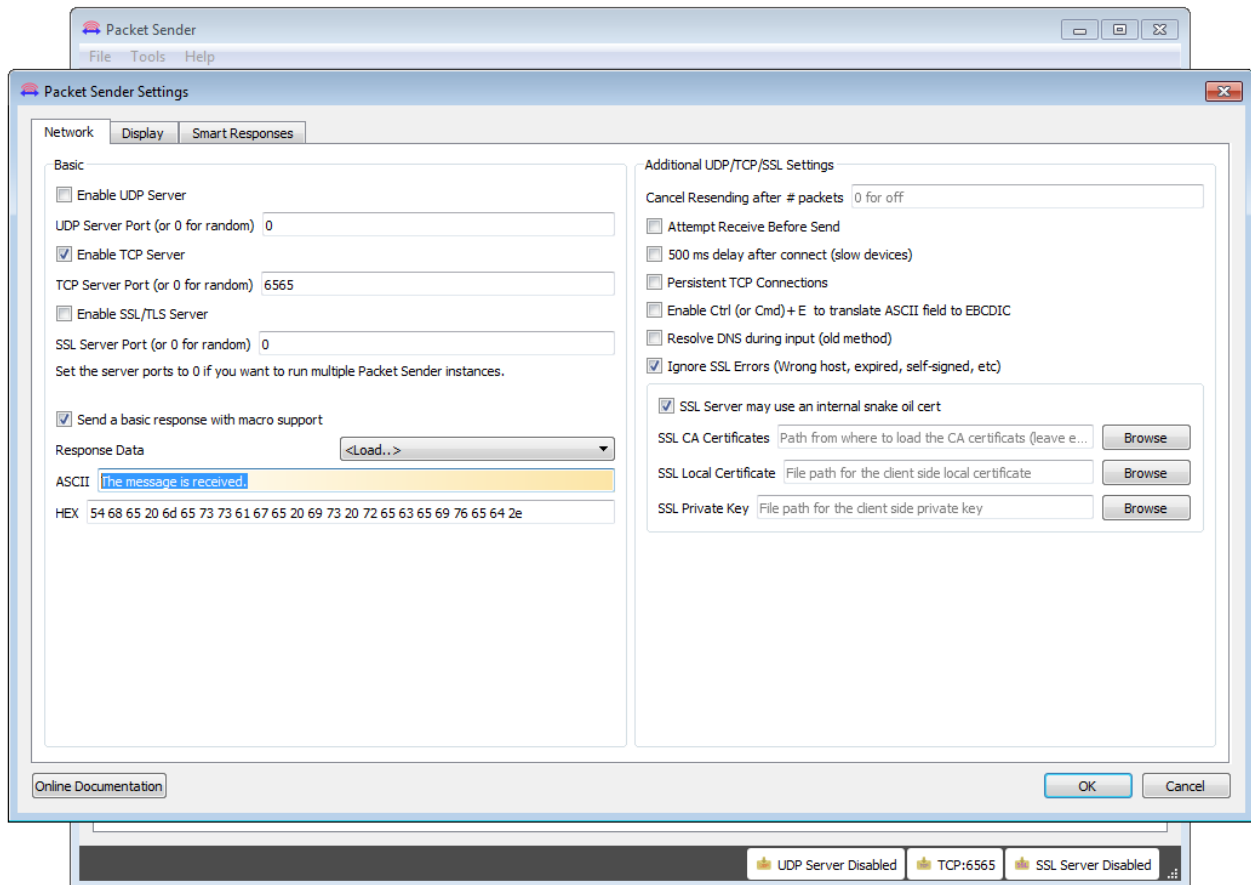 Packet Sender
File Tools Help
Packet Sender Settings
Network Display Smart Responses
Basic
Enable UDP Server
UDP Server Port (or 0 for random) 0
Enable TCP Server
TCP Server Port (or 0 for random) 6565
Enable SSL/TLS Server
SSL Server Port (or 0 for random) 0
Set the server ports to 0 if you want to run multiple Packet Sender instances.
Send a basic response with macro support
Response Data <Load..>
ASCII The message is received.
HEX 54 68 65 20 6d 65 73 73 61 67 65 20 69 73 20 72 65 63 65 69 76 65 64 2e
Additional UDP/TCP/SSL Settings
Cancel Resending after # packets 0 for off
Attempt Receive Before Send
500 ms delay after connect (slow devices)
Persistent TCP Connections
Enable Ctrl (or Cmd)+E to translate ASCII field to EBCDIC
Resolve DNS during input (old method)
Ignore SSL Errors (Wrong host, expired, self-signed, etc)
SSL Server may use an internal snake oil cert
SSL CA Certificates Path from where to load the CA certificats (leave e... Browse
SSL Local Certificate File path for the client side local certificate Browse
SSL Private Key File path for the client side private key Browse
Online Documentation OK Cancel
UDP Server Disabled TCP:6565 SSL Server Disabled